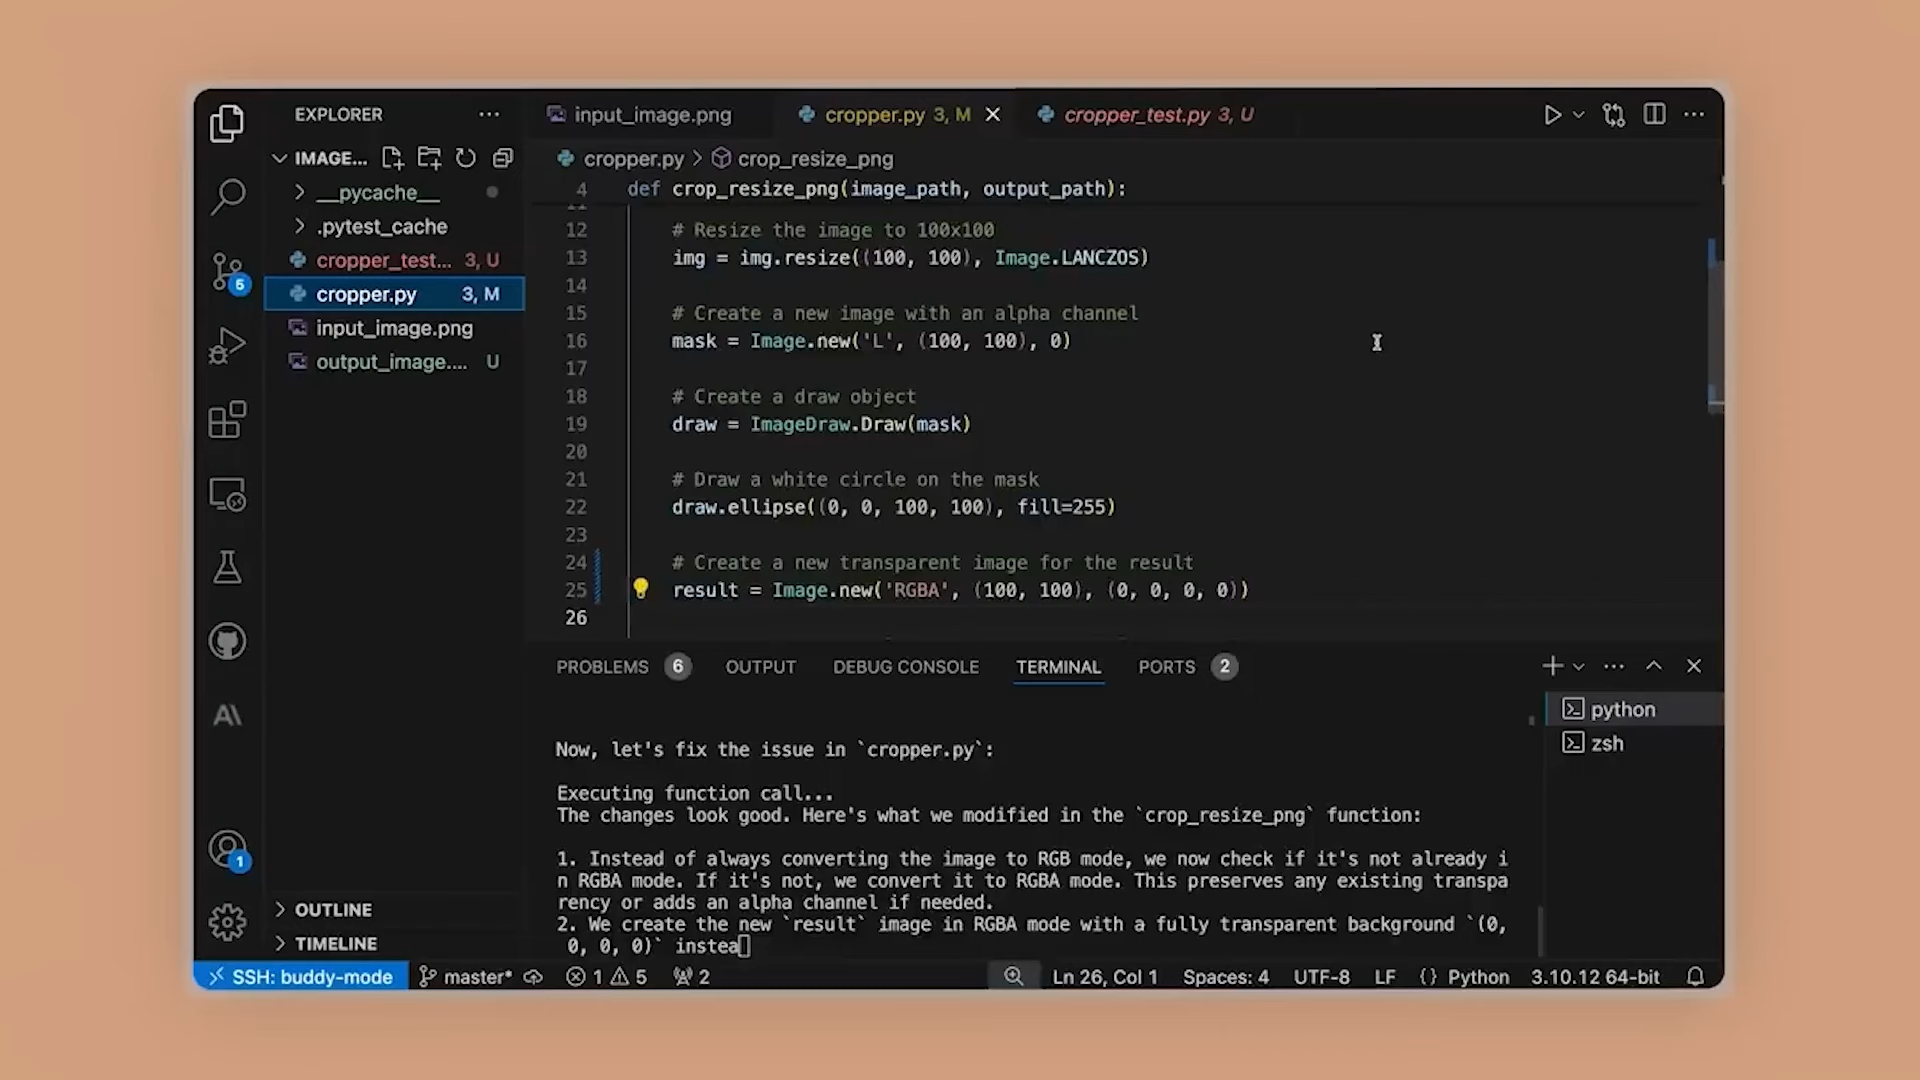 EXPLORER
input_image.png
cropper.py 3, M
cropper_test.py 3, U
IMAGE...
cropper.py > crop_resize_png
__pycache__
.pytest_cache
cropper_test... 3, U
cropper.py 3, M
input_image.png
output_image.... U
4 def crop_resize_png(image_path, output_path):
12 # Resize the image to 100x100
13 img = img.resize((100, 100), Image.LANCZOS)
14
15 # Create a new image with an alpha channel
16 mask = Image.new('L', (100, 100), 0)
17
18 # Create a draw object
19 draw = ImageDraw.Draw(mask)
20
21 # Draw a white circle on the mask
22 draw.ellipse((0, 0, 100, 100), fill=255)
23
24 # Create a new transparent image for the result
25 result = Image.new('RGBA', (100, 100), (0, 0, 0, 0))
26
6
1
PROBLEMS 6 OUTPUT DEBUG CONSOLE TERMINAL PORTS 2
python
zsh
Now, let's fix the issue in `cropper.py`:
Executing function call...
The changes look good. Here's what we modified in the `crop_resize_png` function:
1. Instead of always converting the image to RGB mode, we now check if it's not already i
n RGBA mode. If it's not, we convert it to RGBA mode. This preserves any existing transpa
rency or adds an alpha channel if needed.
2. We create the new `result` image in RGBA mode with a fully transparent background `(0,
0, 0, 0)` instea
OUTLINE
TIMELINE
SSH: buddy-mode master* 1 5 2 Ln 26, Col 1 Spaces: 4 UTF-8 LF {} Python 3.10.12 64-bit